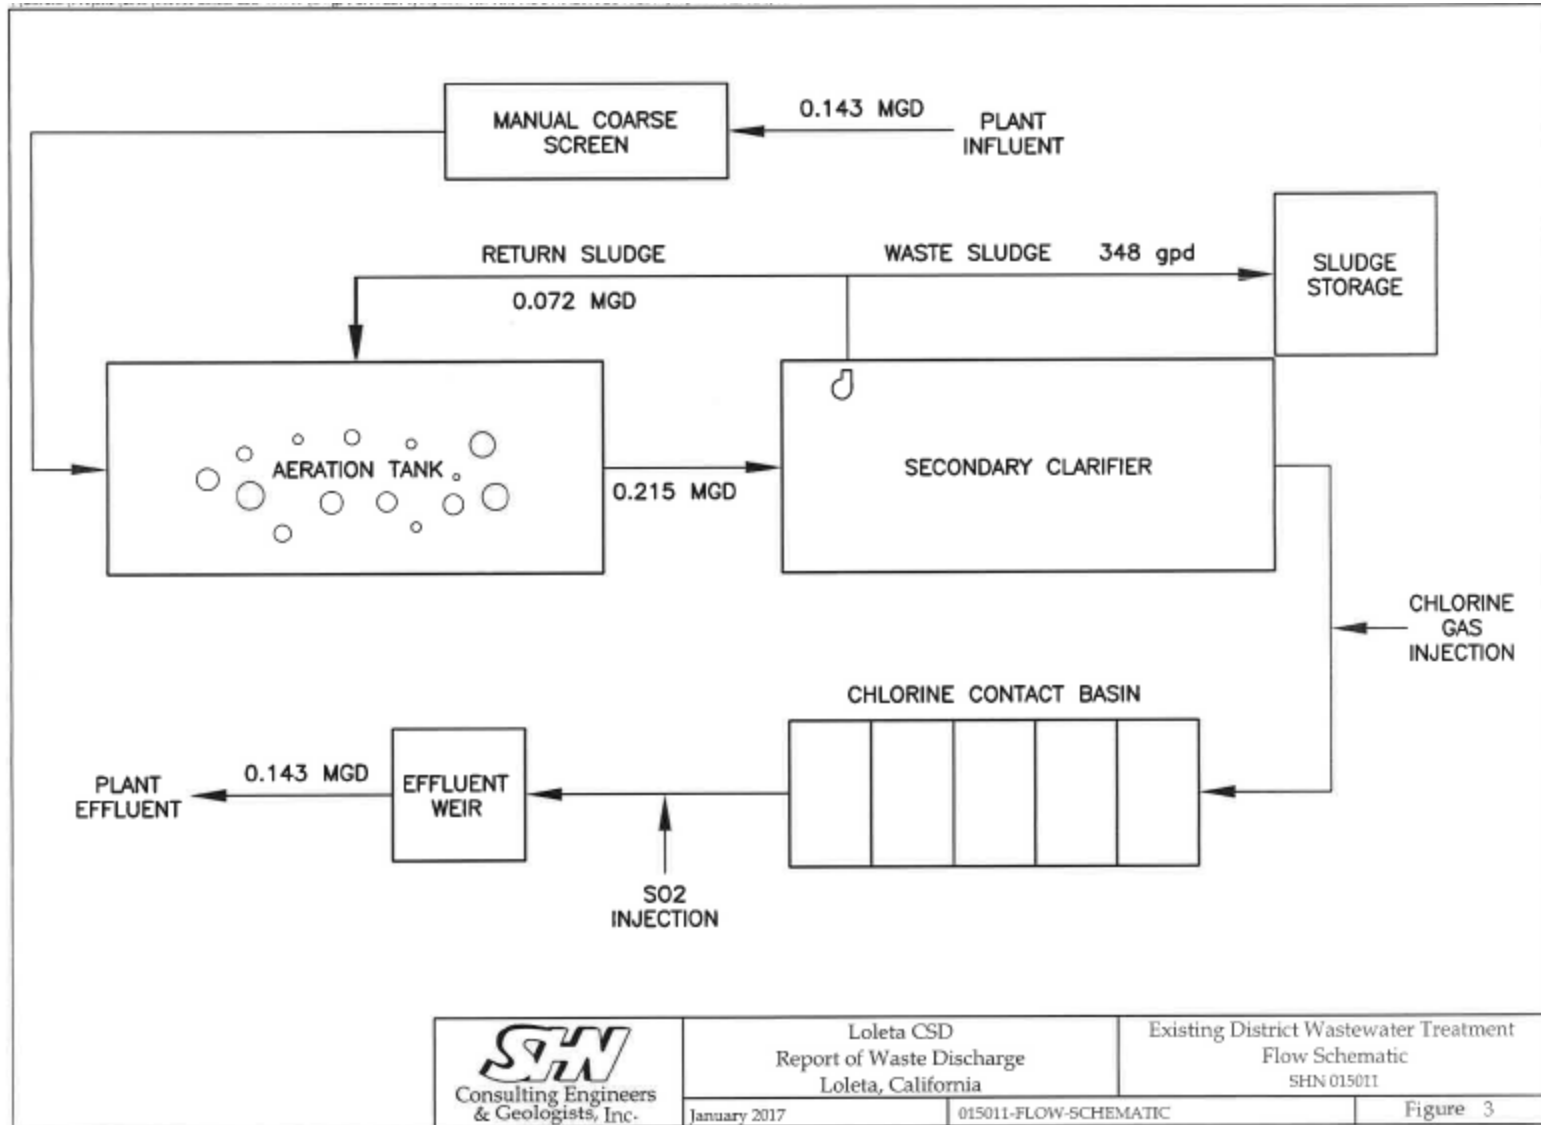 MANUAL COARSE
SCREEN
0.143 MGD
PLANT
INFLUENT
RETURN SLUDGE
0.072 MGD
WASTE SLUDGE 348 gpd
SLUDGE
STORAGE
AERATION TANK
0.215 MGD
SECONDARY CLARIFIER
CHLORINE
GAS
INJECTION
CHLORINE CONTACT BASIN
PLANT
EFFLUENT
0.143 MGD
EFFLUENT
WEIR
SO2
INJECTION
SHN
Consulting Engineers
& Geologists, Inc.
Loleta CSD
Report of Waste Discharge
Loleta, California
Existing District Wastewater Treatment
Flow Schematic
SHN 015011
January 2017
015011-FLOW-SCHEMATIC
Figure 3